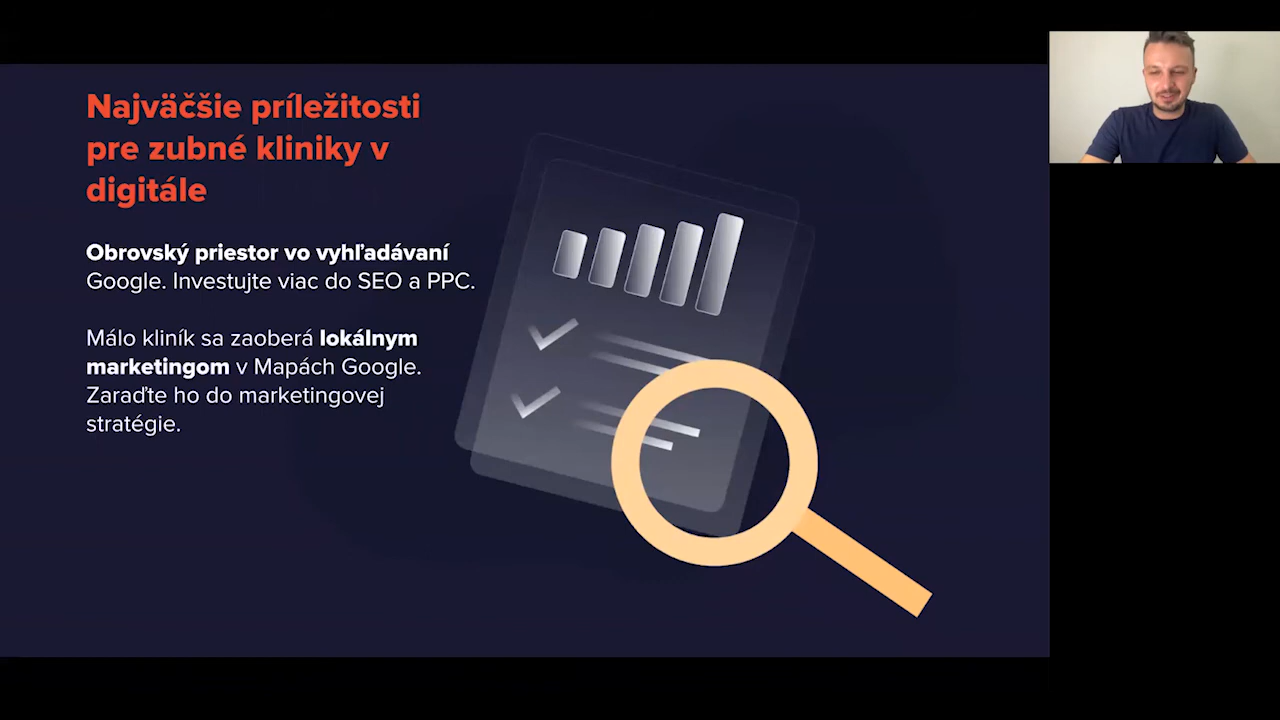 Najväčšie príležitosti
pre zubné kliniky v
digitále
Obrovský priestor vo vyhľadávaní
Google. Investujte viac do SEO a PPC.
Málo kliník sa zaoberá lokálnym
marketingom v Mapách Google.
Zaraďte ho do marketingovej
stratégie.